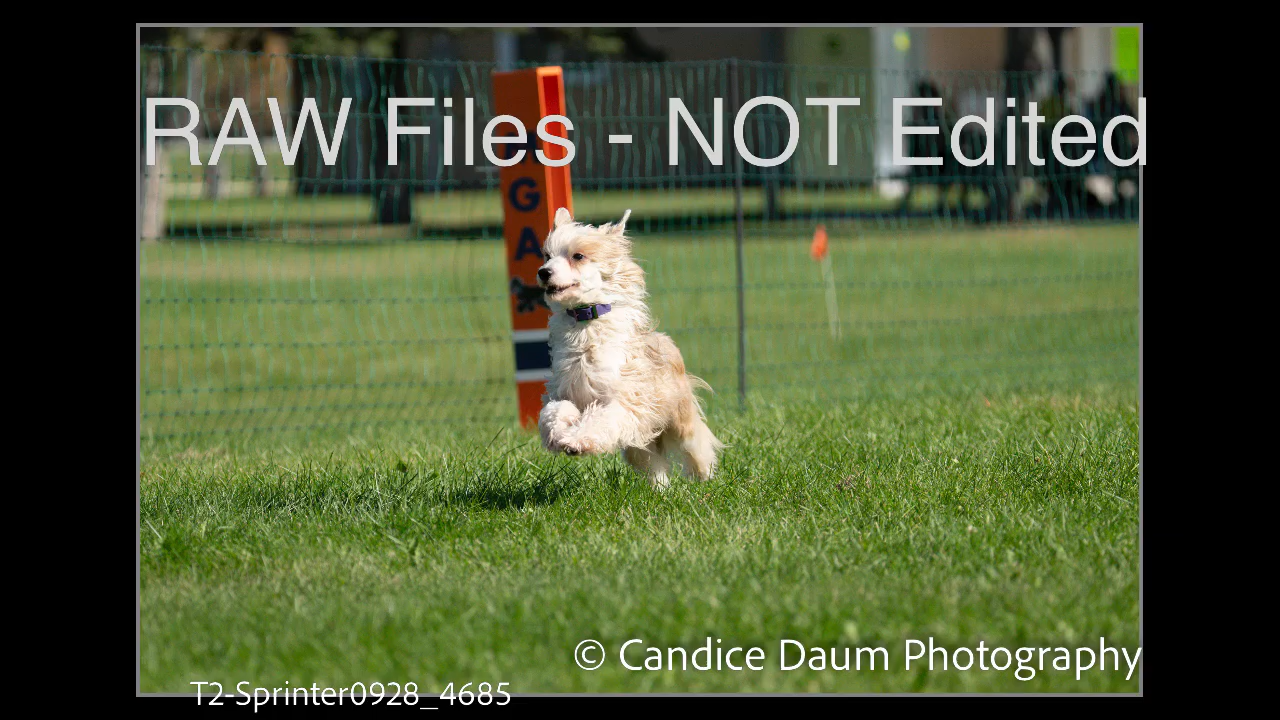 RAW Files - NOT Edited
G
A
© Candice Daum Photography
T2-Sprinter0928_4685